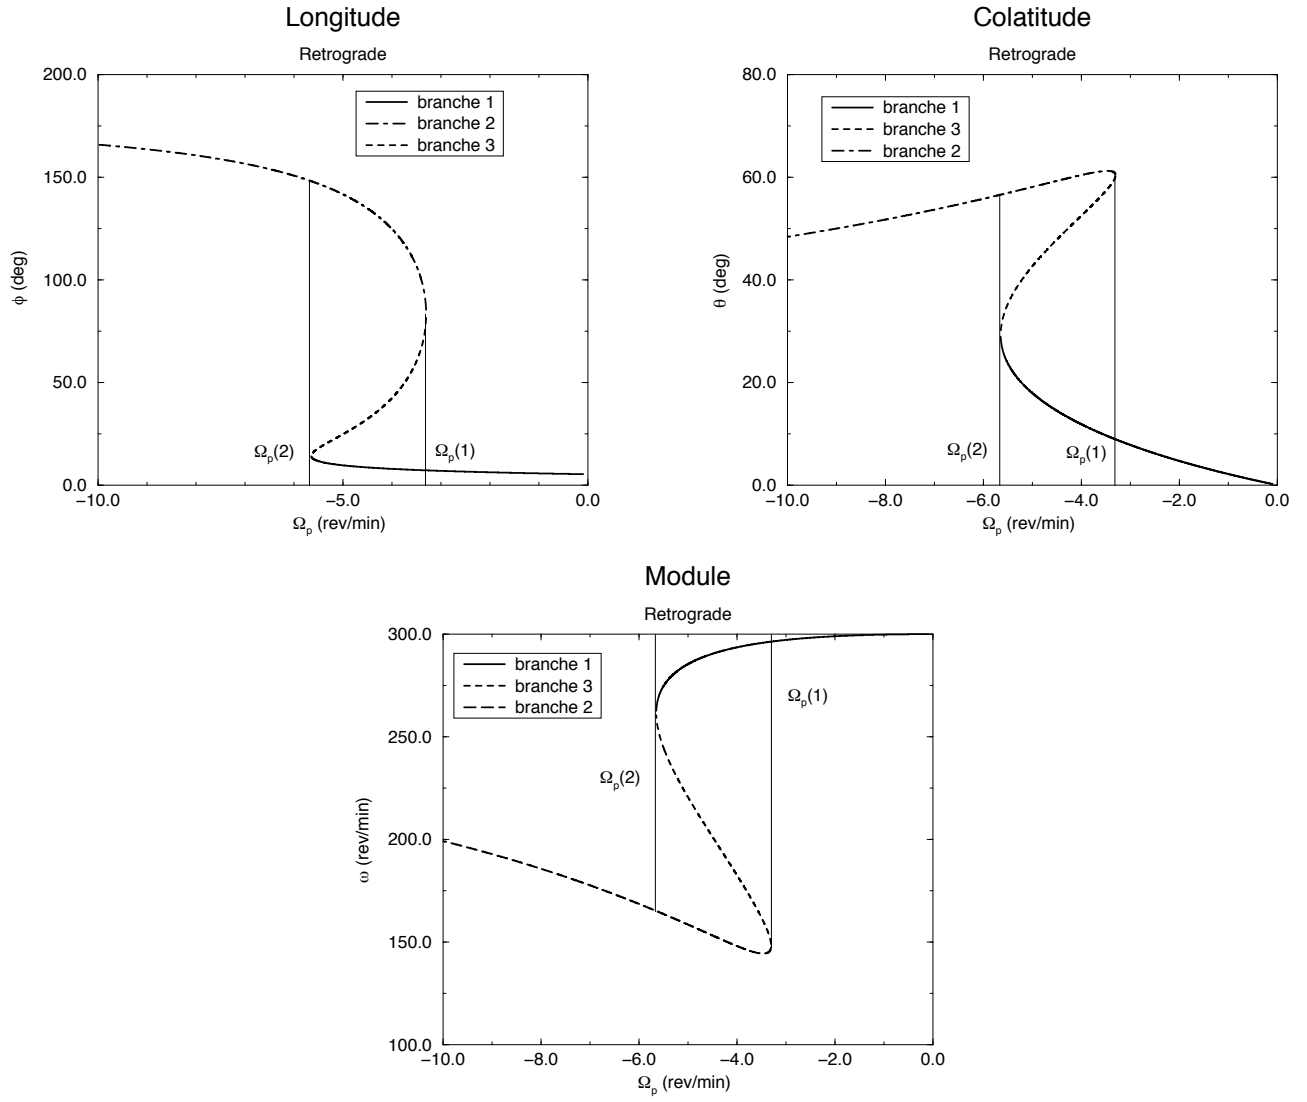 Longitude
Retrograde
200.0
150.0
100.0
50.0
0.0
ϕ (deg)
branche 1
branche 2
branche 3
Ωp(2)
Ωp(1)
−10.0
−5.0
0.0
Ωp (rev/min)
Colatitude
Retrograde
80.0
60.0
40.0
20.0
0.0
θ (deg)
branche 1
branche 3
branche 2
Ωp(2)
Ωp(1)
−10.0
−8.0
−6.0
−4.0
−2.0
0.0
Ωp (rev/min)
Module
Retrograde
300.0
250.0
200.0
150.0
100.0
ω (rev/min)
branche 1
branche 3
branche 2
Ωp(1)
Ωp(2)
−10.0
−8.0
−6.0
−4.0
−2.0
0.0
Ωp (rev/min)